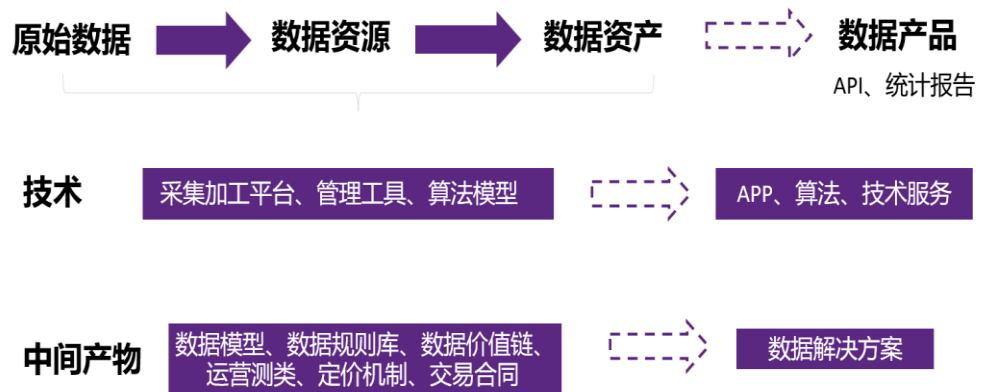 原始数据 数据资源 数据资产 数据产品
API、统计报告
技术 采集加工平台、管理工具、算法模型 APP、算法、技术服务
中间产物 数据模型、数据规则库、数据价值链、 数据解决方案
运营测类、定价机制、交易合同